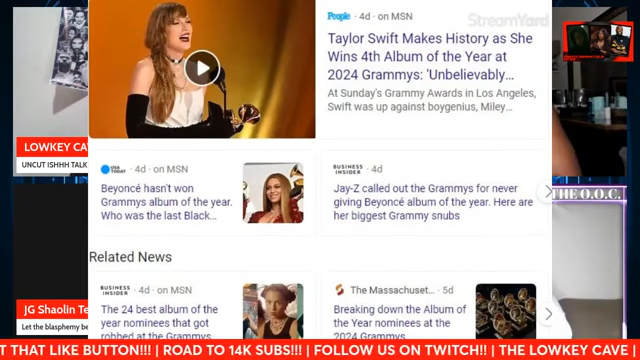 People · 4d · on MSN
StreamYard
Taylor Swift Makes History as She
Wins 4th Album of the Year at
2024 Grammys: 'Unbelievably...
At Sunday's Grammy Awards in Los Angeles,
Swift was up against boygenius, Miley...
LOWKEY CA
UNCUT ISHHH TALK
USA TODAY · 4d · on MSN
Beyoncé hasn't won
Grammys album of the year.
Who was the last Black...
BUSINESS INSIDER · 4d
Jay-Z called out the Grammys for never
giving Beyoncé album of the year. Here are
her biggest Grammy snubs
THE O.O.C.
Related News
BUSINESS INSIDER · 4d · on MSN
The 24 best album of the
year nominees that got
robbed at the Grammys
The Massachuset... · 5d
Breaking down the Album of
the Year nominees at the
2024 Grammys
JG Shaolin Te
Let the blasphemy be
T THAT LIKE BUTTON!!! | ROAD TO 14K SUBS!!! | FOLLOW US ON TWITCH!! | THE LOWKEY CAVE |